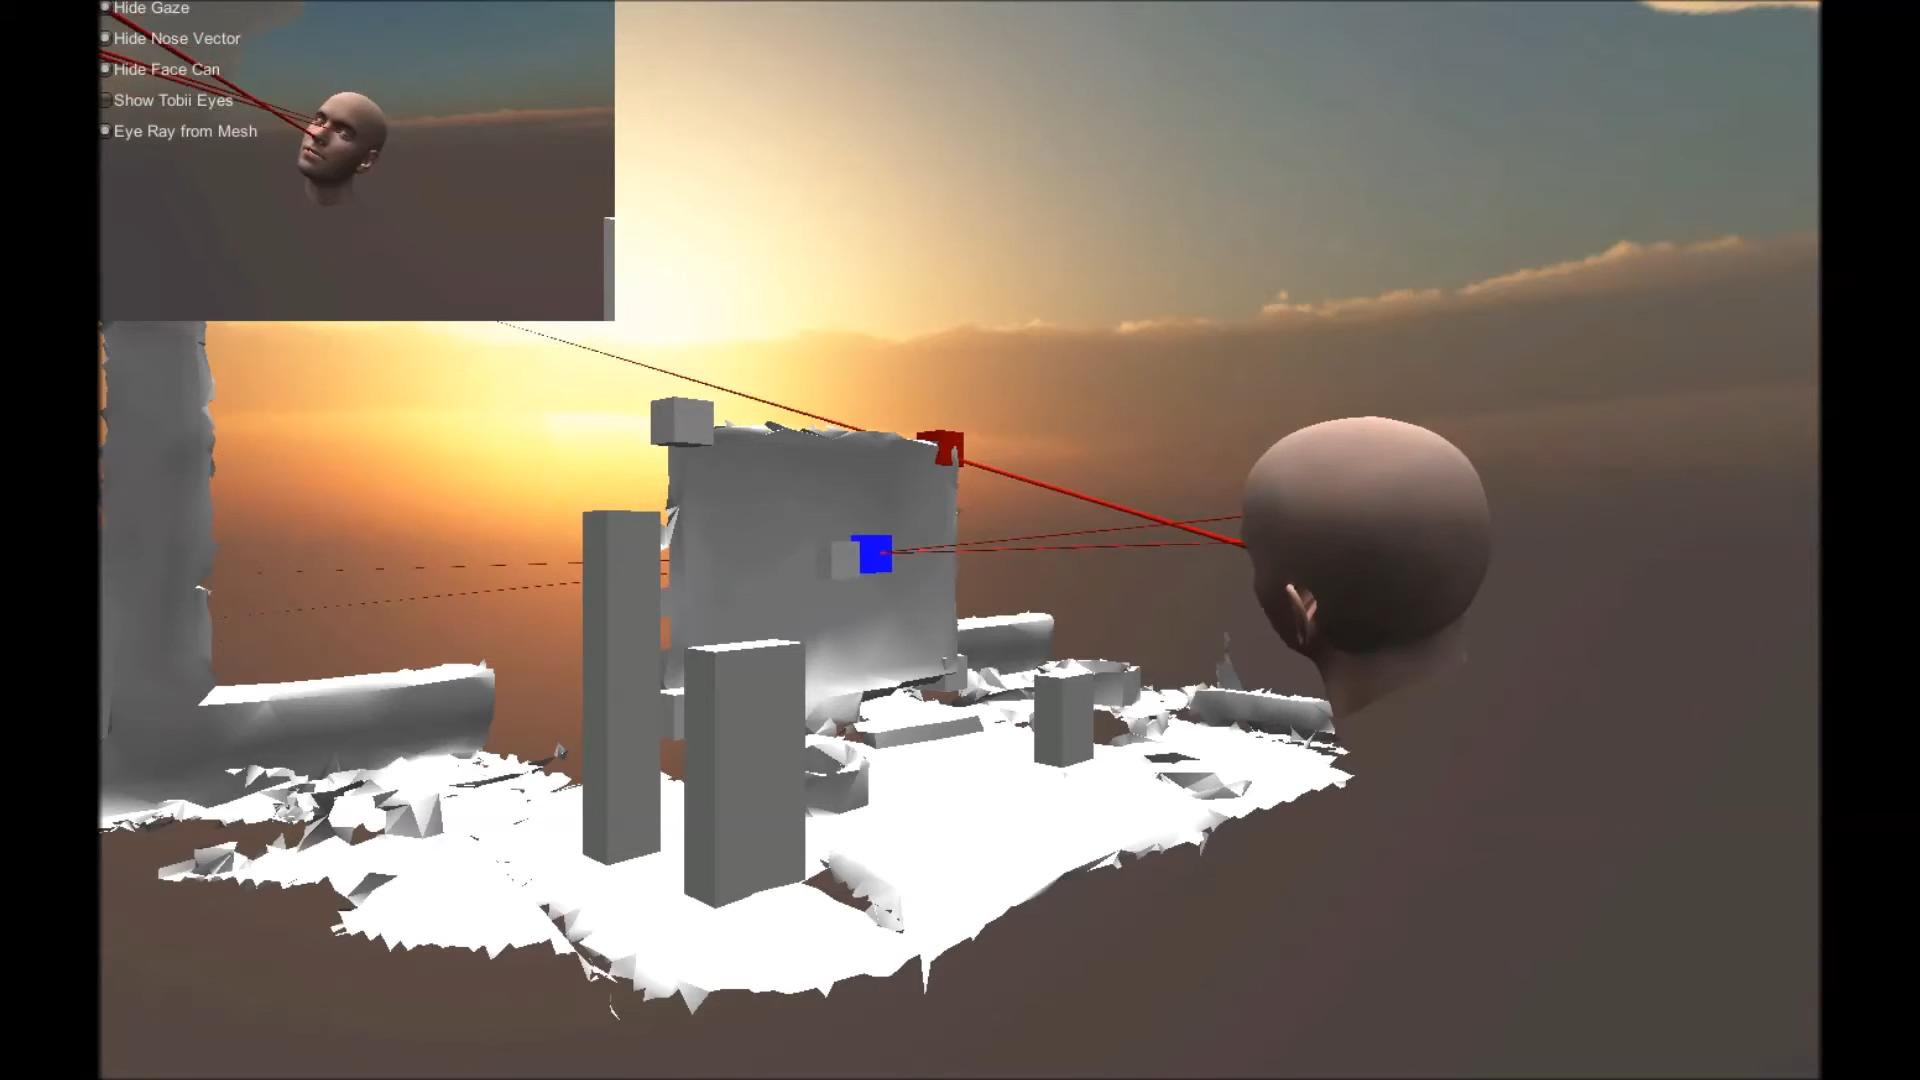 Hide Gaze
Hide Nose Vector
Hide Face Can
Show Tobii Eyes
Eye Ray from Mesh